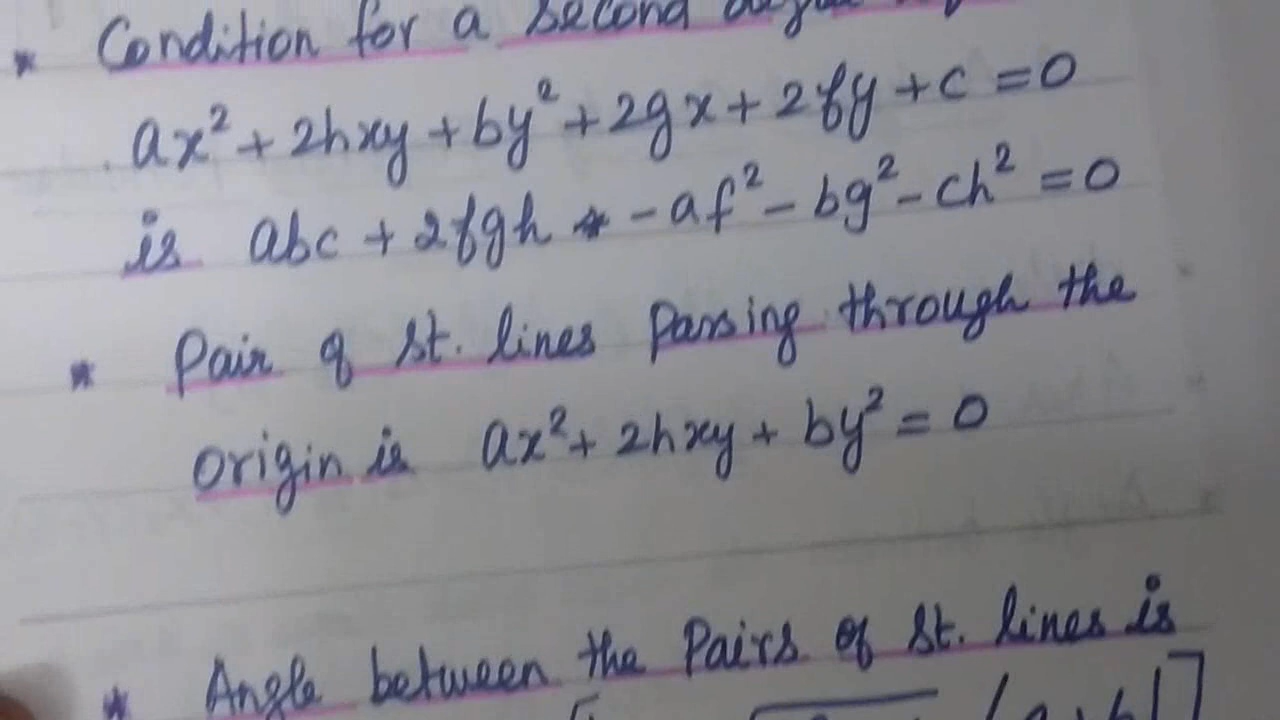 * Condition for a second
ax² + 2hxy + by² + 2gx + 2fy + c = 0
is abc + 2fgh - af² - bg² - ch² = 0
* Pair of st. lines passing through the
origin is ax² + 2hxy + by² = 0
* Angle between the Pairs of st. lines is